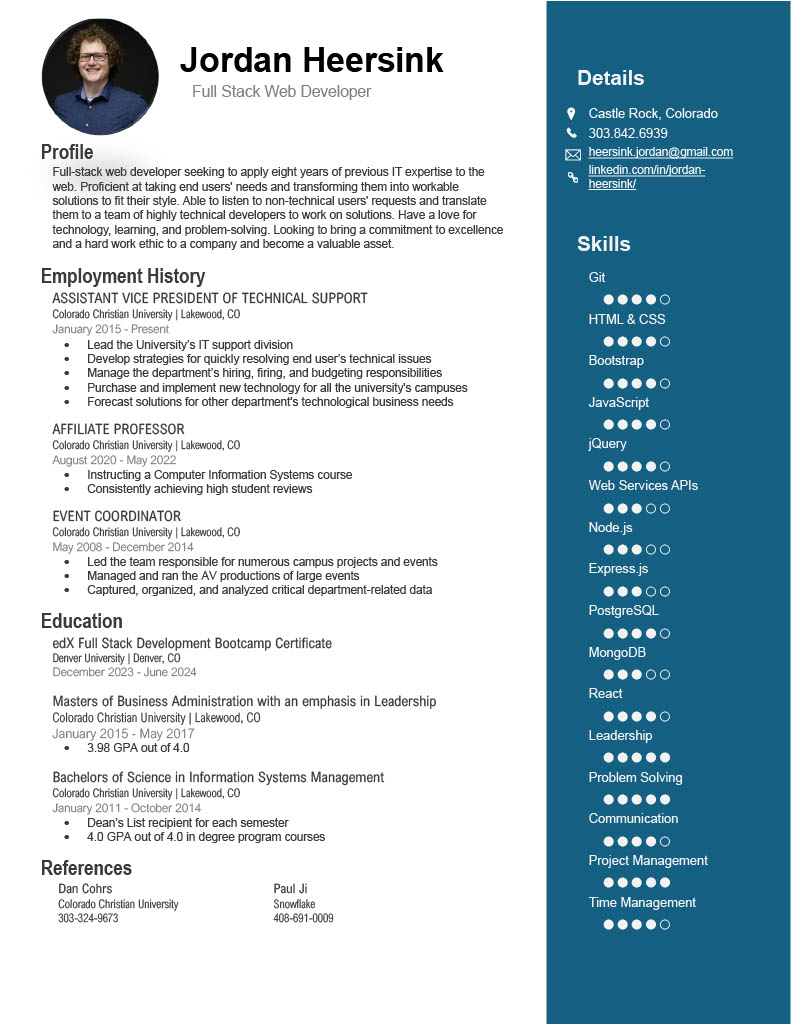 Jordan Heersink
Full Stack Web Developer
Profile
Full-stack web developer seeking to apply eight years of previous IT expertise to the
web. Proficient at taking end users' needs and transforming them into workable
solutions to fit their style. Able to listen to non-technical users' requests and translate
them to a team of highly technical developers to work on solutions. Have a love for
technology, learning, and problem-solving. Looking to bring a commitment to excellence
and a hard work ethic to a company and become a valuable asset.
Employment History
ASSISTANT VICE PRESIDENT OF TECHNICAL SUPPORT
Colorado Christian University | Lakewood, CO
January 2015 - Present
• Lead the University's IT support division
• Develop strategies for quickly resolving end user's technical issues
• Manage the department's hiring, firing, and budgeting responsibilities
• Purchase and implement new technology for all the university's campuses
• Forecast solutions for other department's technological business needs
AFFILIATE PROFESSOR
Colorado Christian University | Lakewood, CO
August 2020 - May 2022
• Instructing a Computer Information Systems course
• Consistently achieving high student reviews
EVENT COORDINATOR
Colorado Christian University | Lakewood, CO
May 2008 - December 2014
• Led the team responsible for numerous campus projects and events
• Managed and ran the AV productions of large events
• Captured, organized, and analyzed critical department-related data
Education
edX Full Stack Development Bootcamp Certificate
Denver University | Denver, CO
December 2023 - June 2024
Masters of Business Administration with an emphasis in Leadership
Colorado Christian University | Lakewood, CO
January 2015 - May 2017
• 3.98 GPA out of 4.0
Bachelors of Science in Information Systems Management
Colorado Christian University | Lakewood, CO
January 2011 - October 2014
• Dean's List recipient for each semester
• 4.0 GPA out of 4.0 in degree program courses
References
Dan Cohrs
Colorado Christian University
303-324-9673
Paul Ji
Snowflake
408-691-0009
Details
Castle Rock, Colorado
303.842.6939
heersink.jordan@gmail.com
linkedin.com/in/jordan-
heersink/
Skills
Git
HTML & CSS
Bootstrap
JavaScript
jQuery
Web Services APIs
Node.js
Express.js
PostgreSQL
MongoDB
React
Leadership
Problem Solving
Communication
Project Management
Time Management